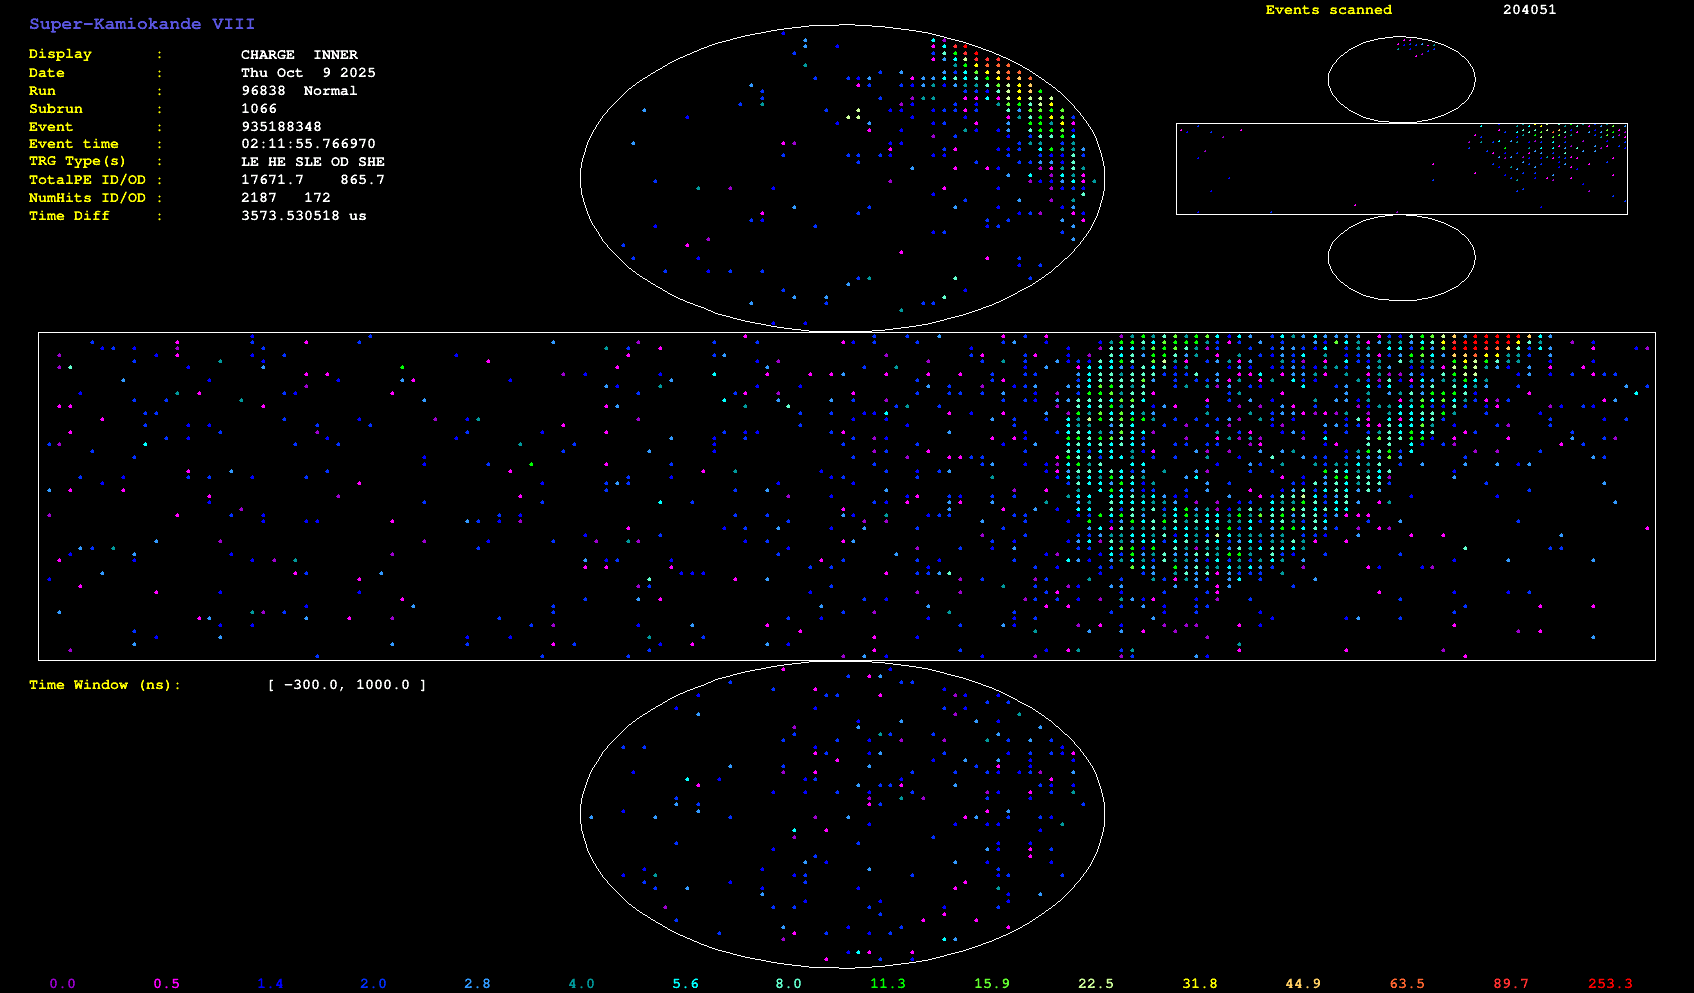 Super-Kamiokande VIII
Events scanned 204051
Display : CHARGE INNER
Date : Thu Oct 9 2025
Run : 96838 Normal
Subrun : 1066
Event : 935188348
Event time : 02:11:55.766970
TRG Type(s) : LE HE SLE OD SHE
TotalPE ID/OD : 17671.7 865.7
NumHits ID/OD : 2187 172
Time Diff : 3573.530518 us
Time Window (ns): [ -300.0, 1000.0 ]
0.0 0.5 1.4 2.0 2.8 4.0 5.6 8.0 11.3 15.9 22.5 31.8 44.9 63.5 89.7 253.3